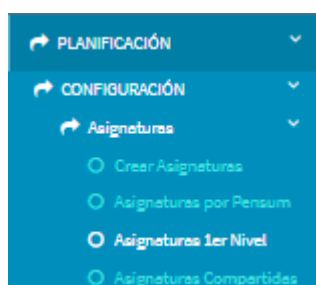 PLANIFICACIÓN
CONFIGURACIÓN
Asignaturas
Crear Asignaturas
Asignaturas por Pensum
Asignaturas 1er Nivel
Asignaturas Compartidas